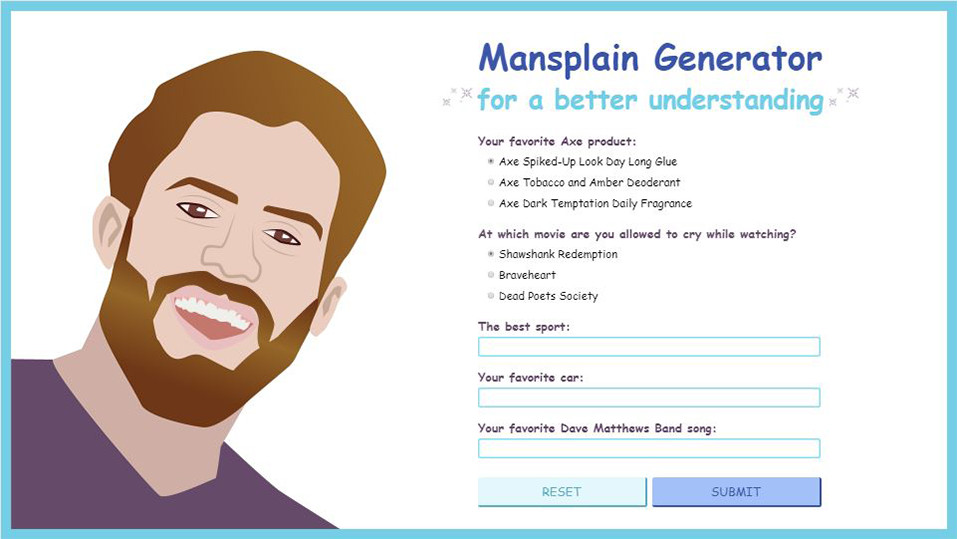 Mansplain Generator
for a better understanding
Your favorite Axe product:
Axe Spiked-Up Look Day Long Glue
Axe Tobacco and Amber Deoderant
Axe Dark Temptation Daily Fragrance
At which movie are you allowed to cry while watching?
Shawshank Redemption
Braveheart
Dead Poets Society
The best sport:
Your favorite car:
Your favorite Dave Matthews Band song:
RESET SUBMIT